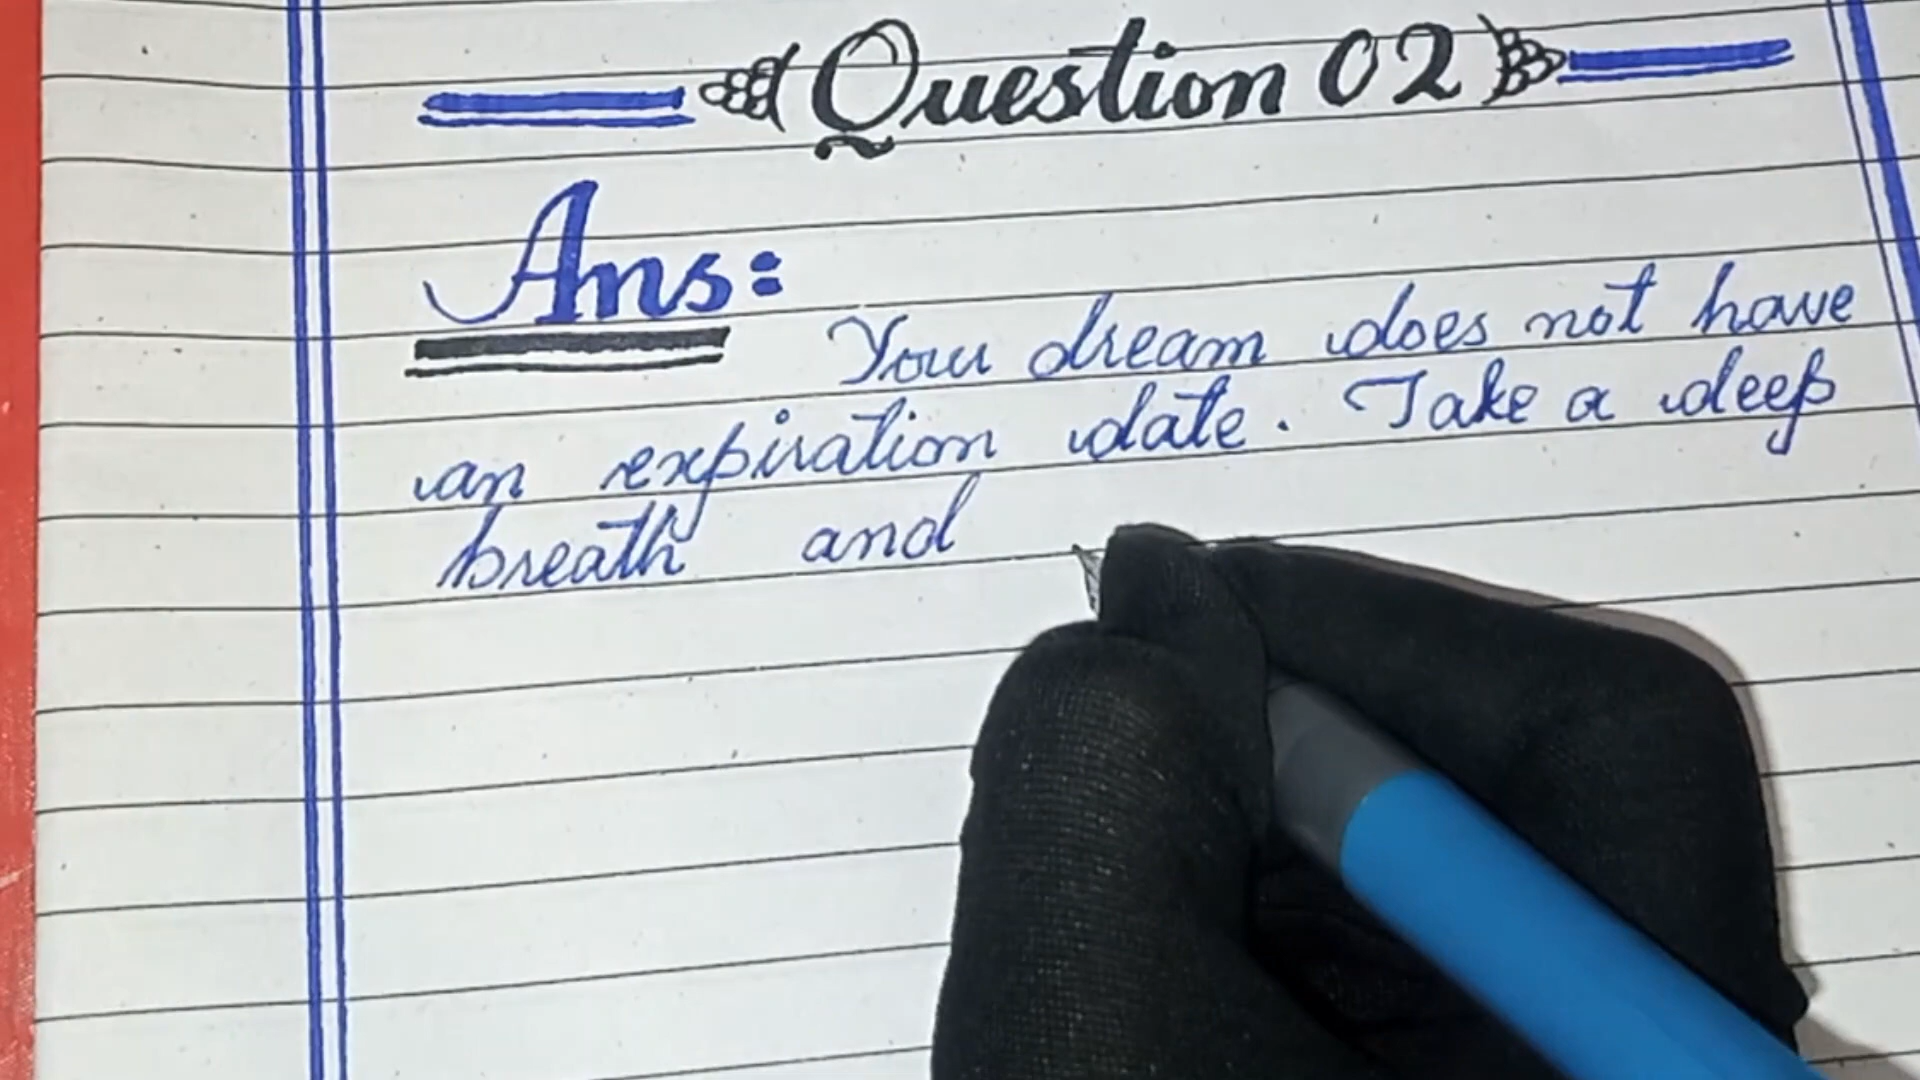 Question 02
Ans:
Your dream does not have
an expiration date. Take a deep
breath and